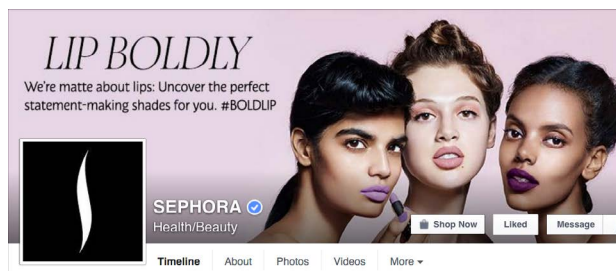 LIP BOLDLY
We're matte about lips: Uncover the perfect
statement-making shades for you. #BOLDLIP
SEPHORA
Health/Beauty
Shop Now
Liked
Message
Timeline
About
Photos
Videos
More